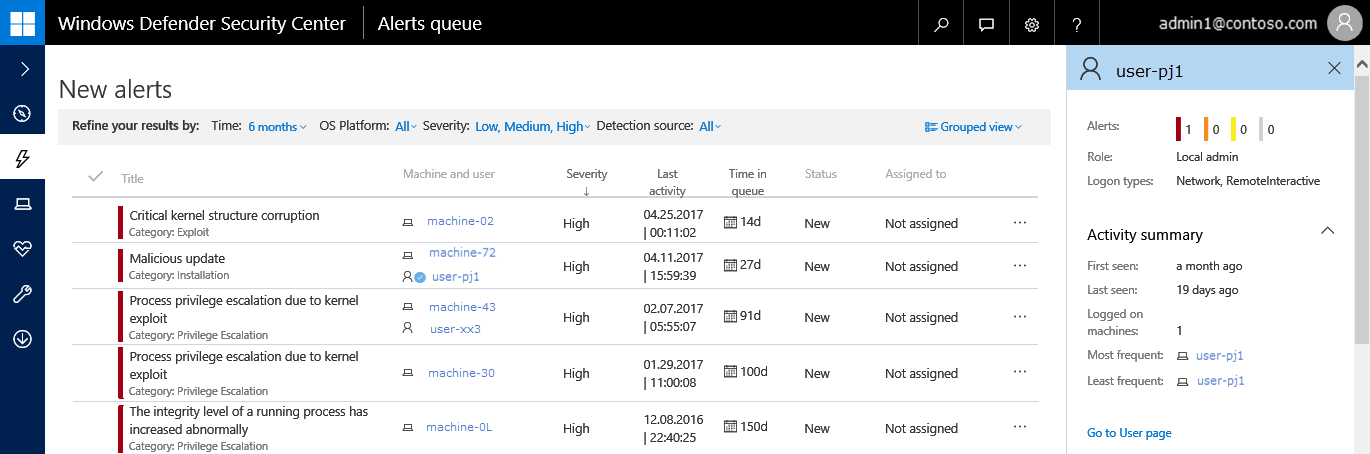 Windows Defender Security Center
Alerts queue
admin1@contoso.com
New alerts
Refine your results by: Time: 6 months OS Platform: All Severity: Low, Medium, High Detection source: All Grouped view
Title Machine and user Severity Last activity Time in queue Status Assigned to
Critical kernel structure corruption
Category: Exploit
machine-02
High
04.25.2017
| 00:11:02
14d
New
Not assigned
...
Malicious update
Category: Installation
machine-72
user-pj1
High
04.11.2017
| 15:59:39
27d
New
Not assigned
...
Process privilege escalation due to kernel
exploit
Category: Privilege Escalation
machine-43
user-xx3
High
02.07.2017
| 05:55:07
91d
New
Not assigned
...
Process privilege escalation due to kernel
exploit
Category: Privilege Escalation
machine-30
High
01.29.2017
| 11:00:08
100d
New
Not assigned
...
The integrity level of a running process has
increased abnormally
Category: Privilege Escalation
machine-0L
High
12.08.2016
| 22:40:25
150d
New
Not assigned
...
user-pj1
Alerts: 1 0 0 0
Role: Local admin
Logon types: Network, RemoteInteractive
Activity summary
First seen: a month ago
Last seen: 19 days ago
Logged on
machines: 1
Most frequent: user-pj1
Least frequent: user-pj1
Go to User page